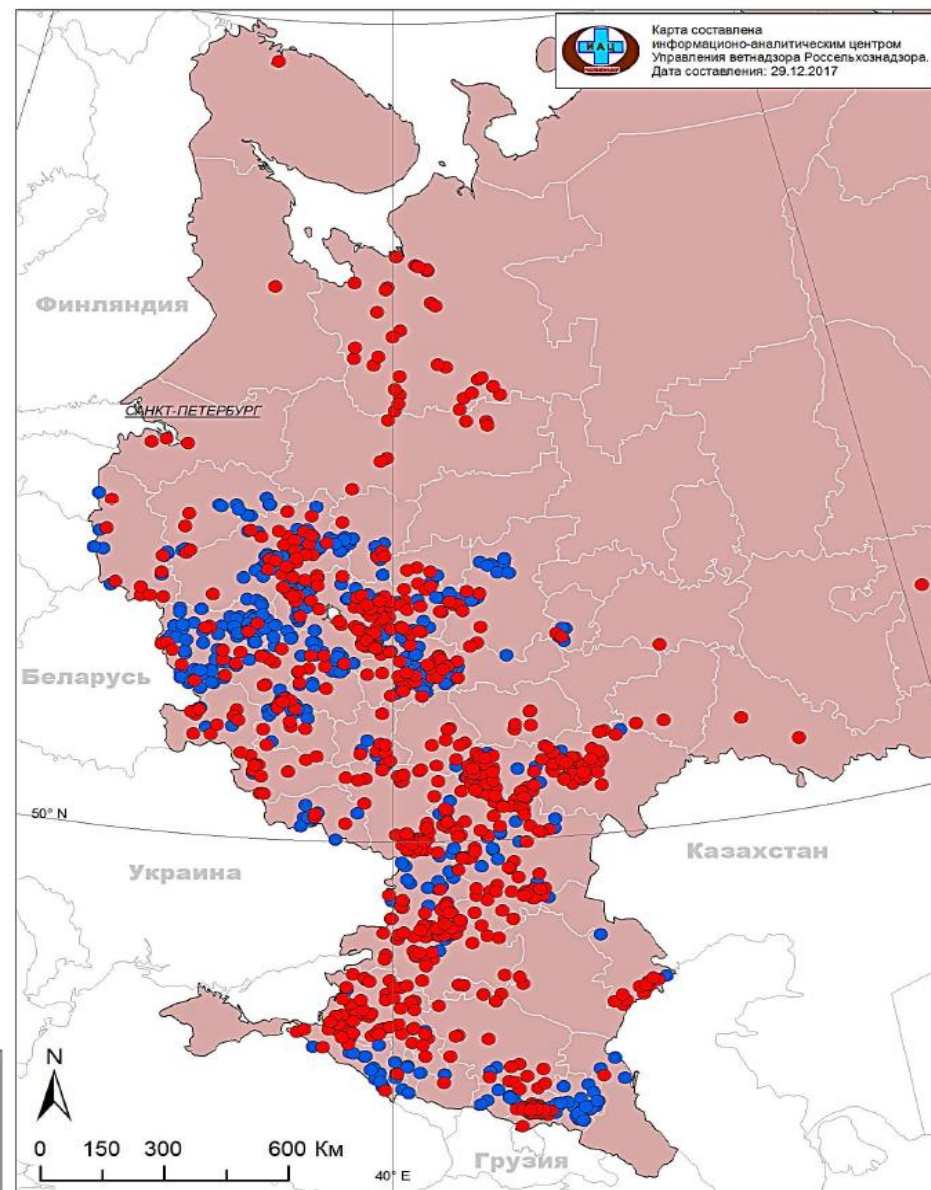 Карта составлена
информационо-аналитическим центром
Управления ветнадзора Россельхознадзора.
Дата составления: 29.12.2017
ИАЦ
Финляндия
САНКТ-ПЕТЕРБУРГ
Беларусь
50° N
Казахстан
Украина
N
0 150 300 600 Км
40° E
Грузия